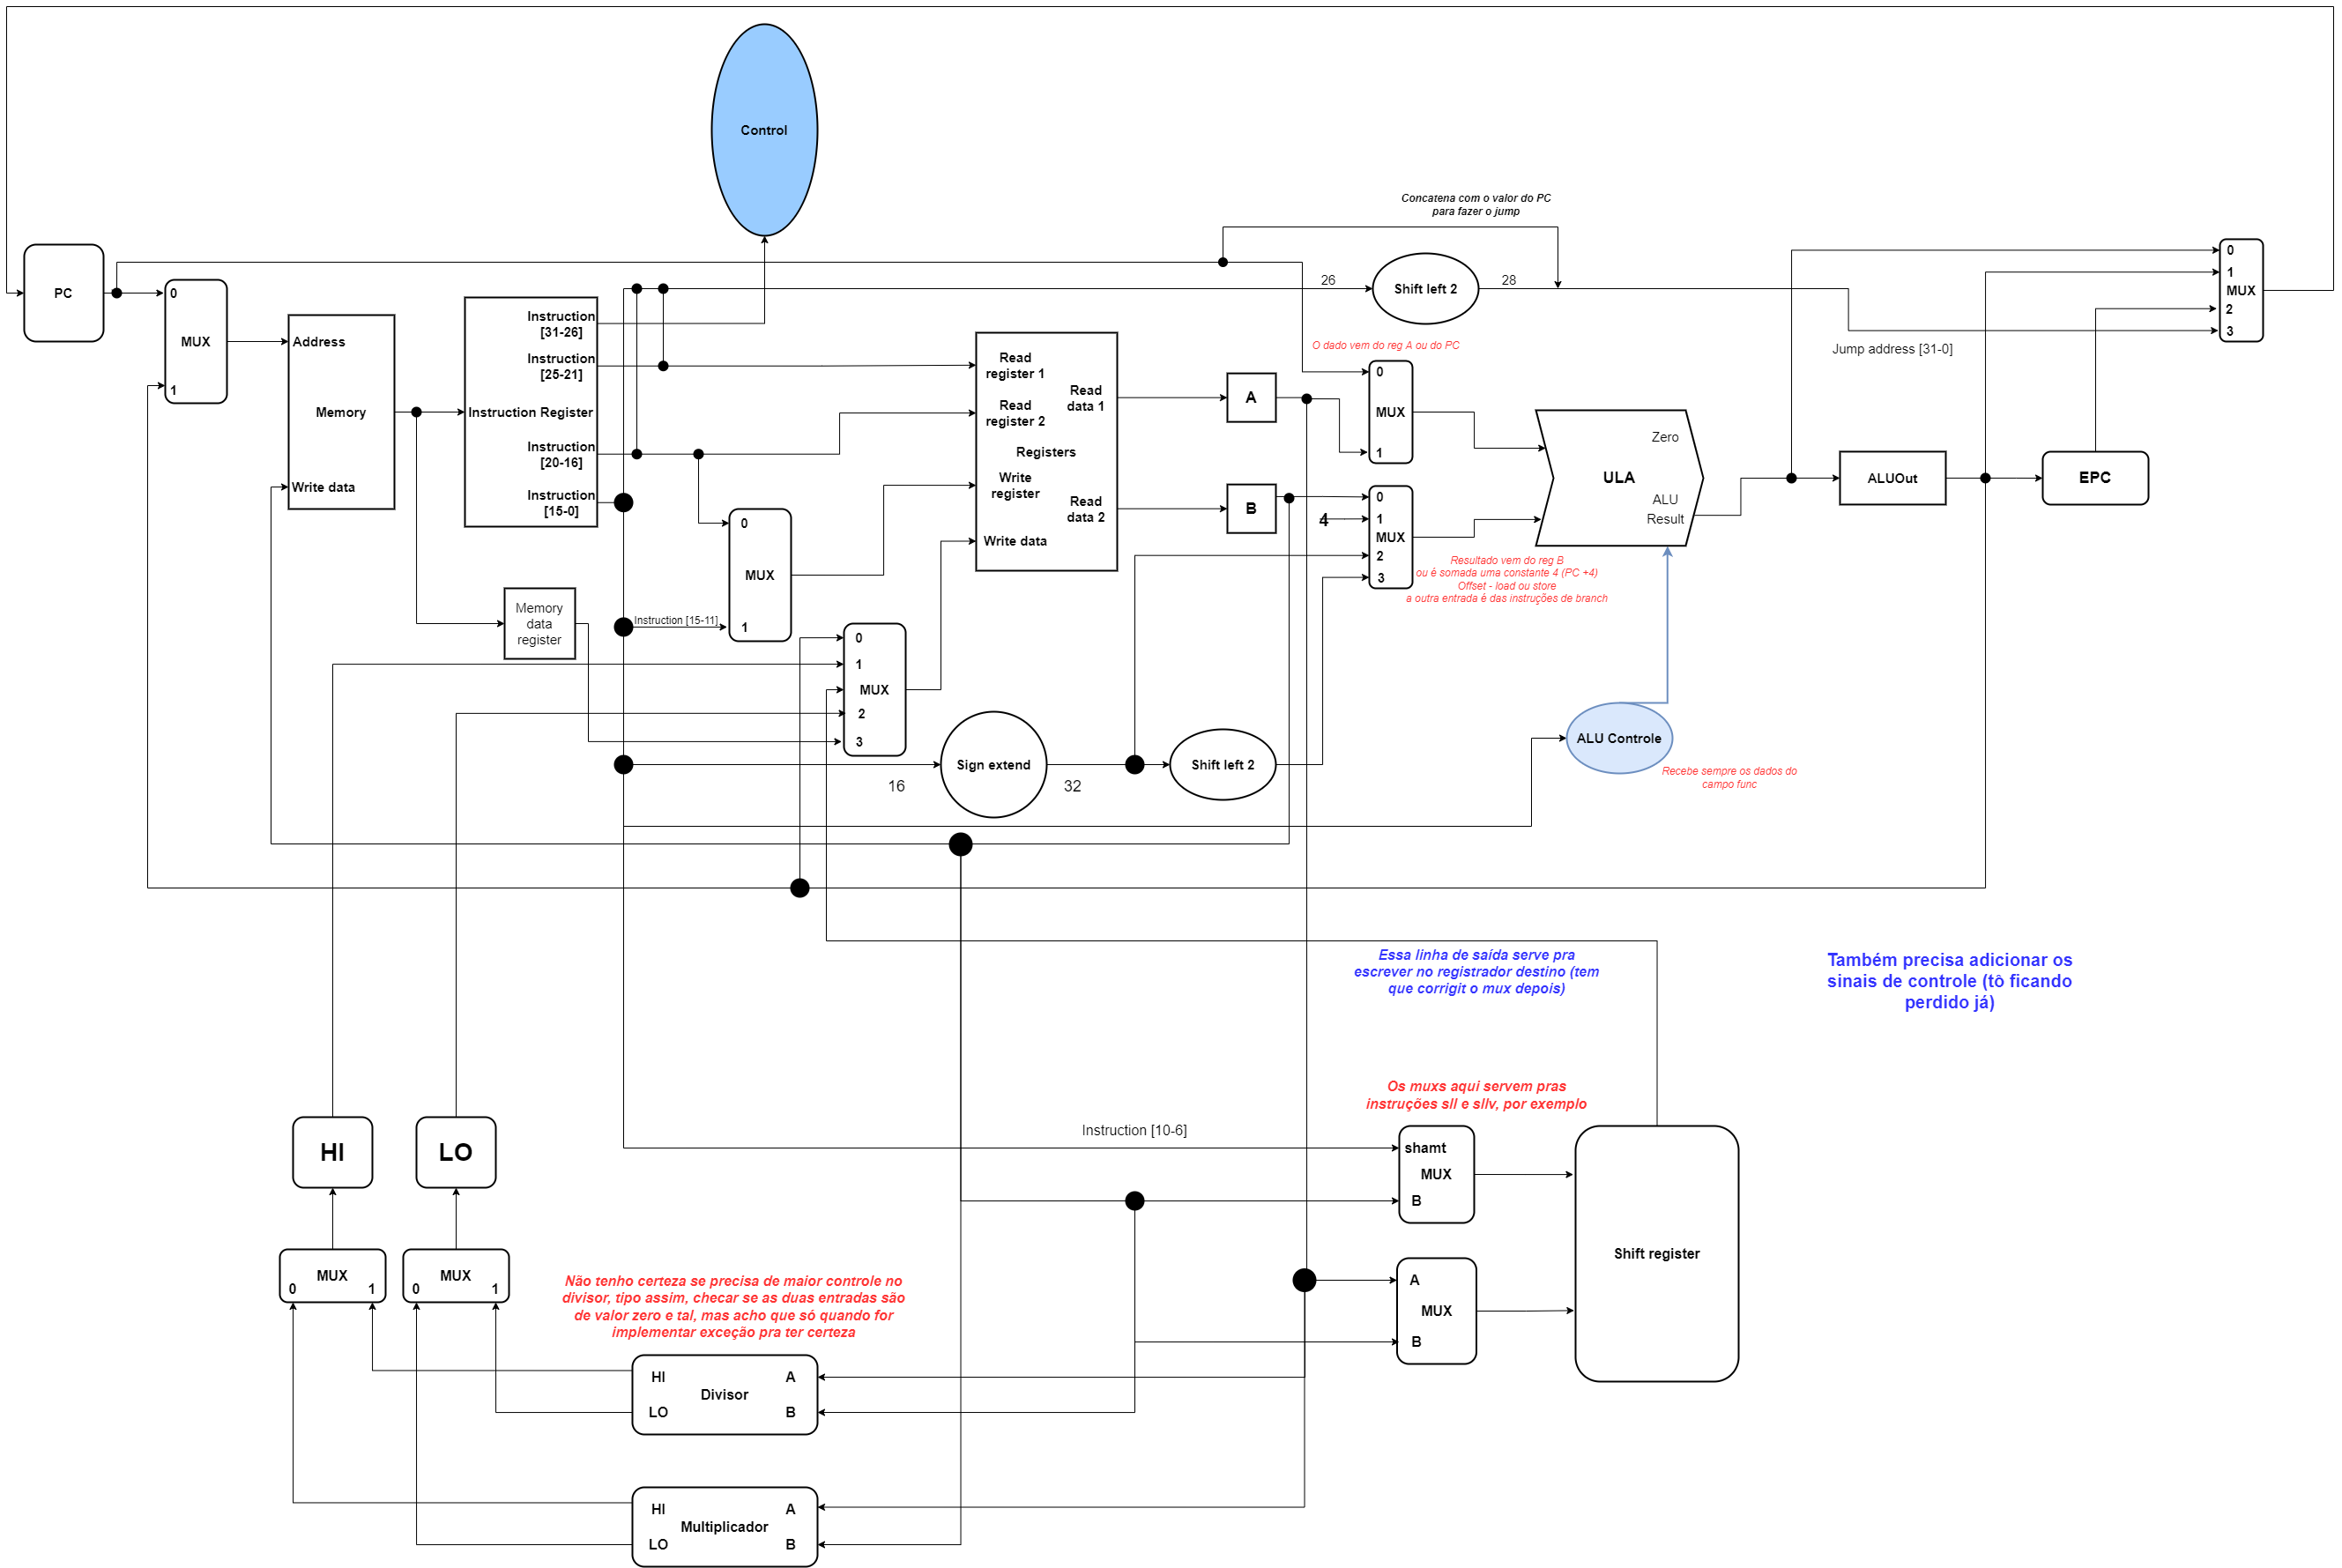 Control
Concatena com o valor do PC
para fazer o jump
PC
0
MUX
1
Address
Memory
Write data
Instruction
[31-26]
Instruction
[25-21]
Instruction Register
Instruction
[20-16]
Instruction
[15-0]
Memory
data
register
0
MUX
1
Instruction [15-11]
0
1
MUX
2
3
Read
register 1
Read
register 2
Registers
Write
register
Write data
Read
data 1
Read
data 2
A
B
26
Shift left 2
28
O dado vem do reg A ou do PC
0
MUX
1
4
0
1
MUX
2
3
Resultado vem do reg B
ou é somada uma constante 4 (PC +4)
Offset - load ou store
a outra entrada é das instruções de branch
Zero
ULA
ALU
Result
ALUOut
EPC
0
1
MUX
2
3
Jump address [31-0]
16
Sign extend
32
Shift left 2
ALU Controle
Recebe sempre os dados do
campo func
Essa linha de saída serve pra
escrever no registrador destino (tem
que corrigit o mux depois)
Também precisa adicionar os
sinais de controle (tô ficando
perdido já)
Os muxs aqui servem pras
instruções sll e sllv, por exemplo
HI
LO
Instruction [10-6]
shamt
MUX
B
A
MUX
B
Shift register
MUX
0
1
MUX
0
1
Não tenho certeza se precisa de maior controle no
divisor, tipo assim, checar se as duas entradas são
de valor zero e tal, mas acho que só quando for
implementar exceção pra ter certeza
HI
A
Divisor
LO
B
HI
A
Multiplicador
LO
B